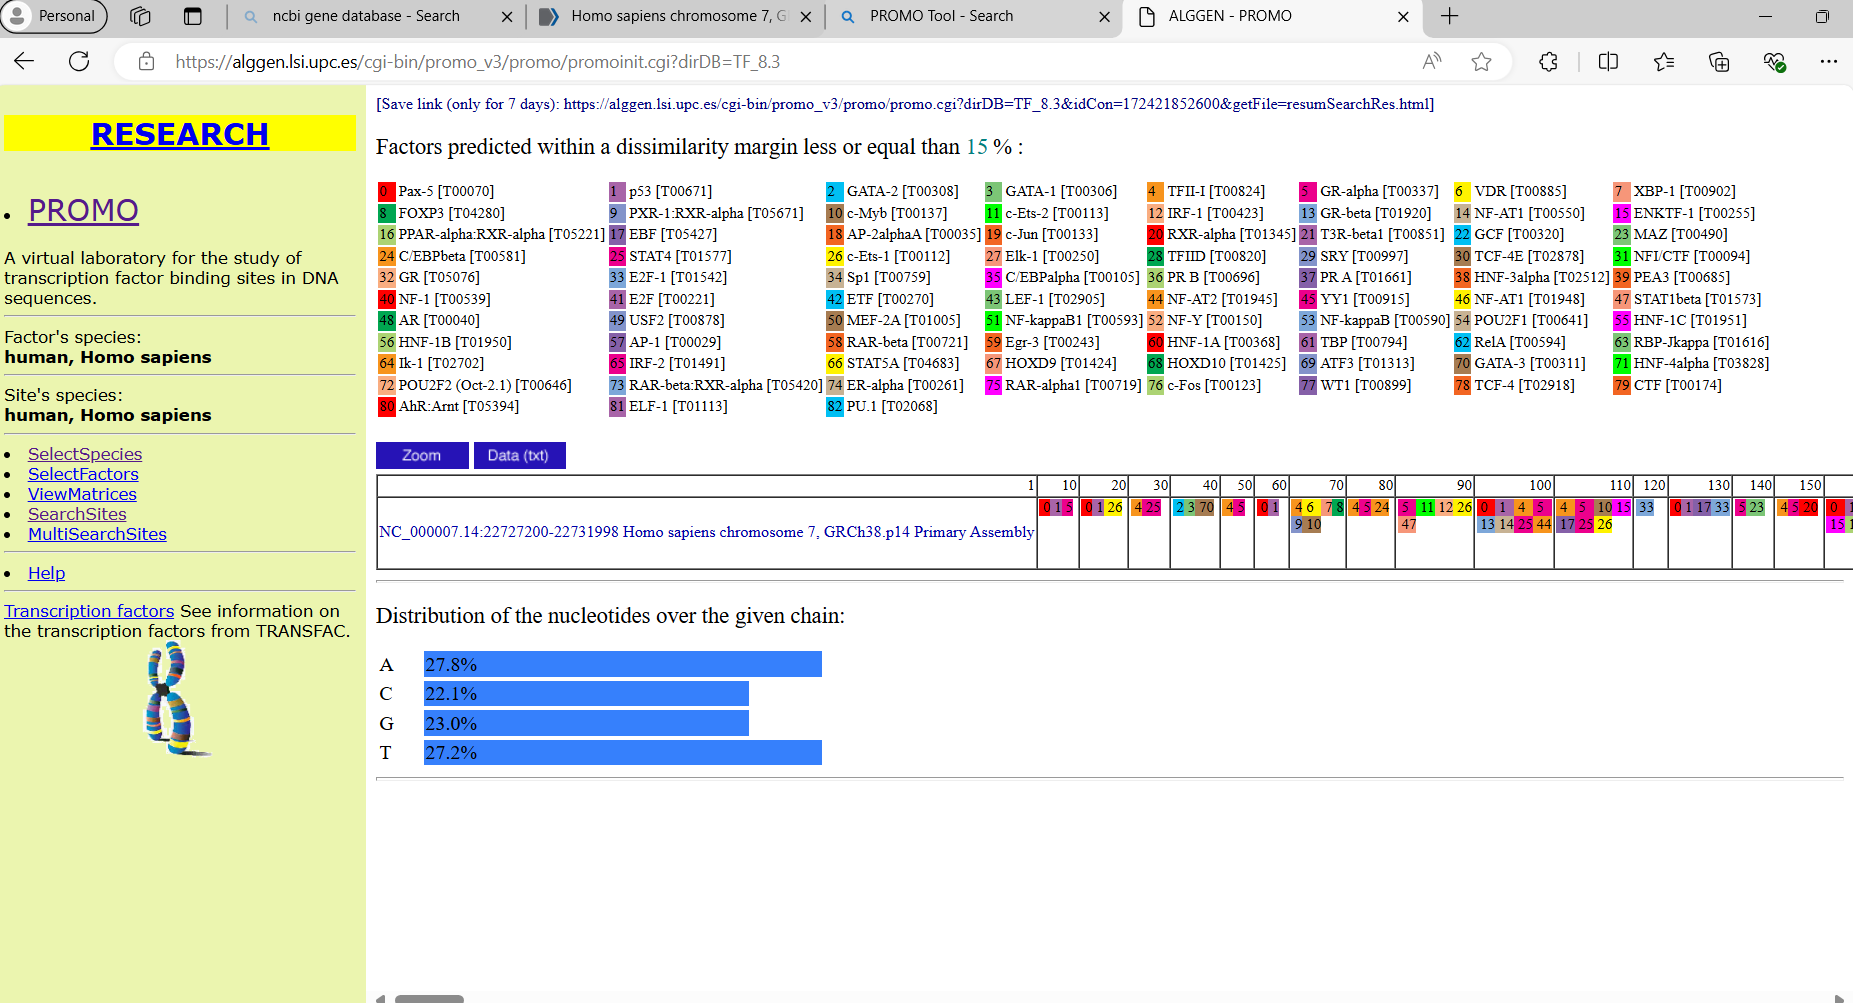 Personal
ncbi gene database - Search
Homo sapiens chromosome 7, G
PROMO Tool - Search
ALGGEN - PROMO
https://alggen.lsi.upc.es/cgi-bin/promo_v3/promo/promoinit.cgi?dirDB=TF_8.3
RESEARCH
PROMO
A virtual laboratory for the study of
transcription factor binding sites in DNA
sequences.
Factor's species:
human, Homo sapiens
Site's species:
human, Homo sapiens
SelectSpecies
SelectFactors
ViewMatrices
SearchSites
MultiSearchSites
Help
Transcription factors See information on
the transcription factors from TRANSFAC.
[Save link (only for 7 days): https://alggen.lsi.upc.es/cgi-bin/promo_v3/promo/promo.cgi?dirDB=TF_8.3&idCon=172421852600&getFile=resumSearchRes.html]
Factors predicted within a dissimilarity margin less or equal than 15 % :
0 Pax-5 [T00070] 1 p53 [T00671] 2 GATA-2 [T00308] 3 GATA-1 [T00306] 4 TFII-I [T00824] 5 GR-alpha [T00337] 6 VDR [T00885] 7 XBP-1 [T00902]
8 FOXP3 [T04280] 9 PXR-1:RXR-alpha [T05671] 10 c-Myb [T00137] 11 c-Ets-2 [T00113] 12 IRF-1 [T00423] 13 GR-beta [T01920] 14 NF-AT1 [T00550] 15 ENKTF-1 [T00255]
16 PPAR-alpha:RXR-alpha [T05221] 17 EBF [T05427] 18 AP-2alphaA [T00035] 19 c-Jun [T00133] 20 RXR-alpha [T01345] 21 T3R-beta1 [T00851] 22 GCF [T00320] 23 MAZ [T00490]
24 C/EBPbeta [T00581] 25 STAT4 [T01577] 26 c-Ets-1 [T00112] 27 Elk-1 [T00250] 28 TFIID [T00820] 29 SRY [T00997] 30 TCF-4E [T02878] 31 NFI/CTF [T00094]
32 GR [T05076] 33 E2F-1 [T01542] 34 Sp1 [T00759] 35 C/EBPalpha [T00105] 36 PR B [T00696] 37 PR A [T01661] 38 HNF-3alpha [T02512] 39 PEA3 [T00685]
40 NF-1 [T00539] 41 E2F [T00221] 42 ETF [T00270] 43 LEF-1 [T02905] 44 NF-AT2 [T01945] 45 YY1 [T00915] 46 NF-AT1 [T01948] 47 STAT1beta [T01573]
48 AR [T00040] 49 USF2 [T00878] 50 MEF-2A [T01005] 51 NF-kappaB1 [T00593] 52 NF-Y [T00150] 53 NF-kappaB [T00590] 54 POU2F1 [T00641] 55 HNF-1C [T01951]
56 HNF-1B [T01950] 57 AP-1 [T00029] 58 RAR-beta [T00721] 59 Egr-3 [T00243] 60 HNF-1A [T00368] 61 TBP [T00794] 62 RelA [T00594] 63 RBP-Jkappa [T01616]
64 Ik-1 [T02702] 65 IRF-2 [T01491] 66 STAT5A [T04683] 67 HOXD9 [T01424] 68 HOXD10 [T01425] 69 ATF3 [T01313] 70 GATA-3 [T00311] 71 HNF-4alpha [T03828]
72 POU2F2 (Oct-2.1) [T00646] 73 RAR-beta:RXR-alpha [T05420] 74 ER-alpha [T00261] 75 RAR-alpha1 [T00719] 76 c-Fos [T00123] 77 WT1 [T00899] 78 TCF-4 [T02918] 79 CTF [T00174]
80 AhR:Arnt [T05394] 81 ELF-1 [T01113] 82 PU.1 [T02068]
Zoom Data (txt)
1 10 20 30 40 50 60 70 80 90 100 110 120 130 140 150
0 1 5 0 1 26 4 25 2 3 70 4 5 0 1 4 6 7 8 4 5 24 5 11 12 26 0 1 4 5 4 5 10 15 33 0 1 17 33 5 23 4 5 20 0
9 10 47 13 14 25 44 17 25 26 15
NC_000007.14:22727200-22731998 Homo sapiens chromosome 7, GRCh38.p14 Primary Assembly
Distribution of the nucleotides over the given chain:
A 27.8%
C 22.1%
G 23.0%
T 27.2%